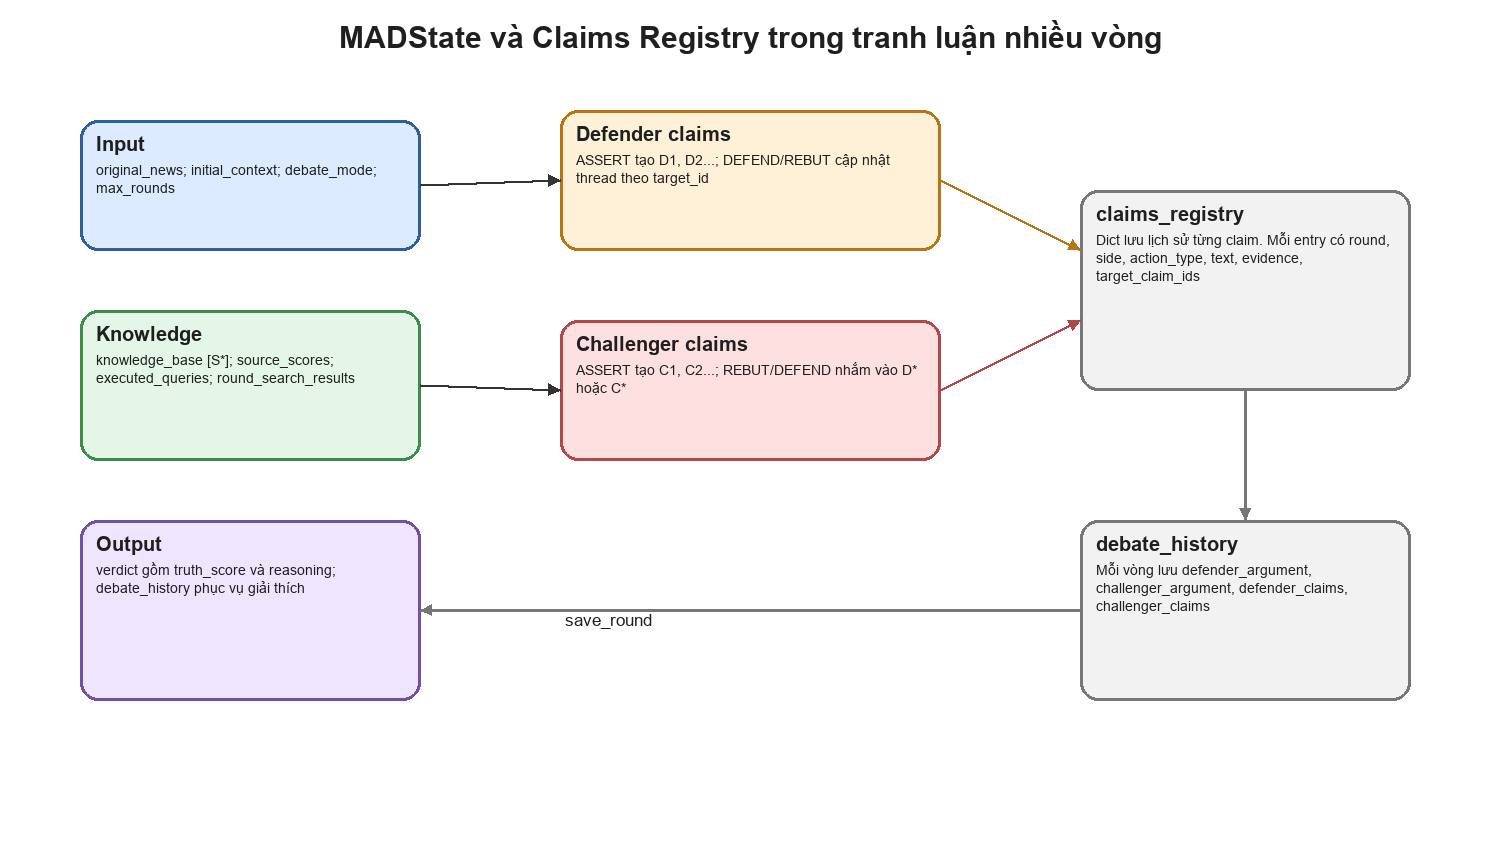 MADState và Claims Registry trong tranh luận nhiều vòng
Input
original_news; initial_context; debate_mode;
max_rounds
Defender claims
ASSERT tạo D1, D2...; DEFEND/REBUT cập nhật
thread theo target_id
claims_registry
Dict lưu lịch sử từng claim. Mỗi entry có round,
side, action_type, text, evidence,
target_claim_ids
Knowledge
knowledge_base [S*]; source_scores;
executed_queries; round_search_results
Challenger claims
ASSERT tạo C1, C2...; REBUT/DEFEND nhắm vào D*
hoặc C*
Output
verdict gồm truth_score và reasoning;
debate_history phục vụ giải thích
save_round
debate_history
Mỗi vòng lưu defender_argument,
challenger_argument, defender_claims,
challenger_claims